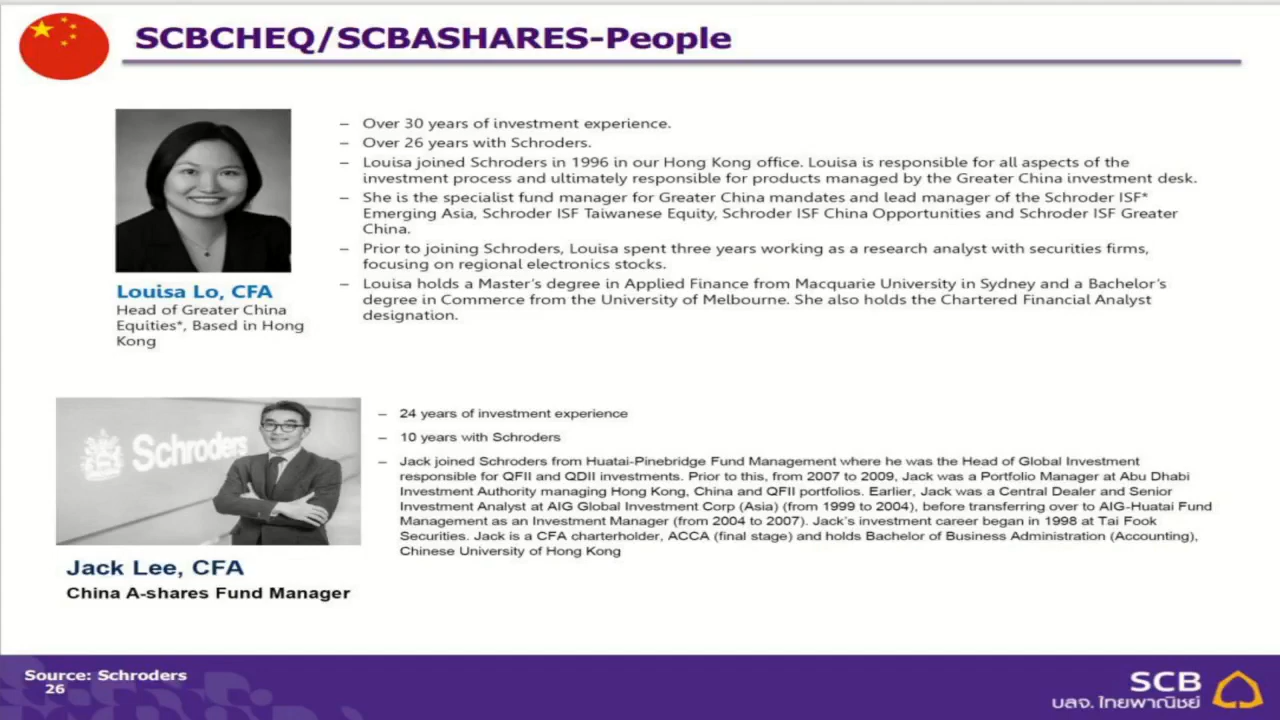 SCBCHEQ/SCBASHARES-People
– Over 30 years of investment experience.
– Over 26 years with Schroders.
– Louisa joined Schroders in 1996 in our Hong Kong office. Louisa is responsible for all aspects of the
investment process and ultimately responsible for products managed by the Greater China investment desk.
– She is the specialist fund manager for Greater China mandates and lead manager of the Schroder ISF*
Emerging Asia, Schroder ISF Taiwanese Equity, Schroder ISF China Opportunities and Schroder ISF Greater
China.
– Prior to joining Schroders, Louisa spent three years working as a research analyst with securities firms,
focusing on regional electronics stocks.
– Louisa holds a Master’s degree in Applied Finance from Macquarie University in Sydney and a Bachelor’s
degree in Commerce from the University of Melbourne. She also holds the Chartered Financial Analyst
designation.
Louisa Lo, CFA
Head of Greater China
Equities*, Based in Hong
Kong
Schroders
– 24 years of investment experience
– 10 years with Schroders
– Jack joined Schroders from Huatai-Pinebridge Fund Management where he was the Head of Global Investment
responsible for QFII and QDII investments. Prior to this, from 2007 to 2009, Jack was a Portfolio Manager at Abu Dhabi
Investment Authority managing Hong Kong, China and QFII portfolios. Earlier, Jack was a Central Dealer and Senior
Investment Analyst at AIG Global Investment Corp (Asia) (from 1999 to 2004), before transferring over to AIG-Huatai Fund
Management as an Investment Manager (from 2004 to 2007). Jack’s investment career began in 1998 at Tai Fook
Securities. Jack is a CFA charterholder, ACCA (final stage) and holds Bachelor of Business Administration (Accounting),
Chinese University of Hong Kong
Jack Lee, CFA
China A-shares Fund Manager
Source: Schroders
26
SCB
บลจ. ไทยพาณิชย์